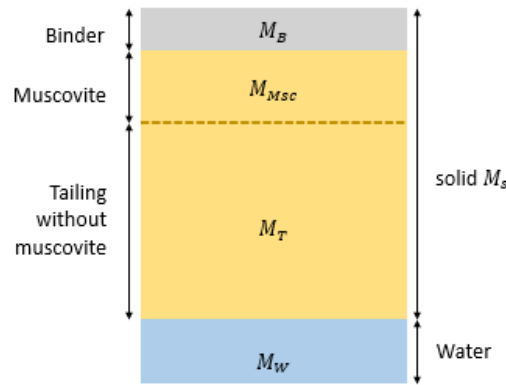 Binder
M_B
Muscovite
M_Msc
Tailing
without
muscovite
M_T
solid M_s
Water
M_W